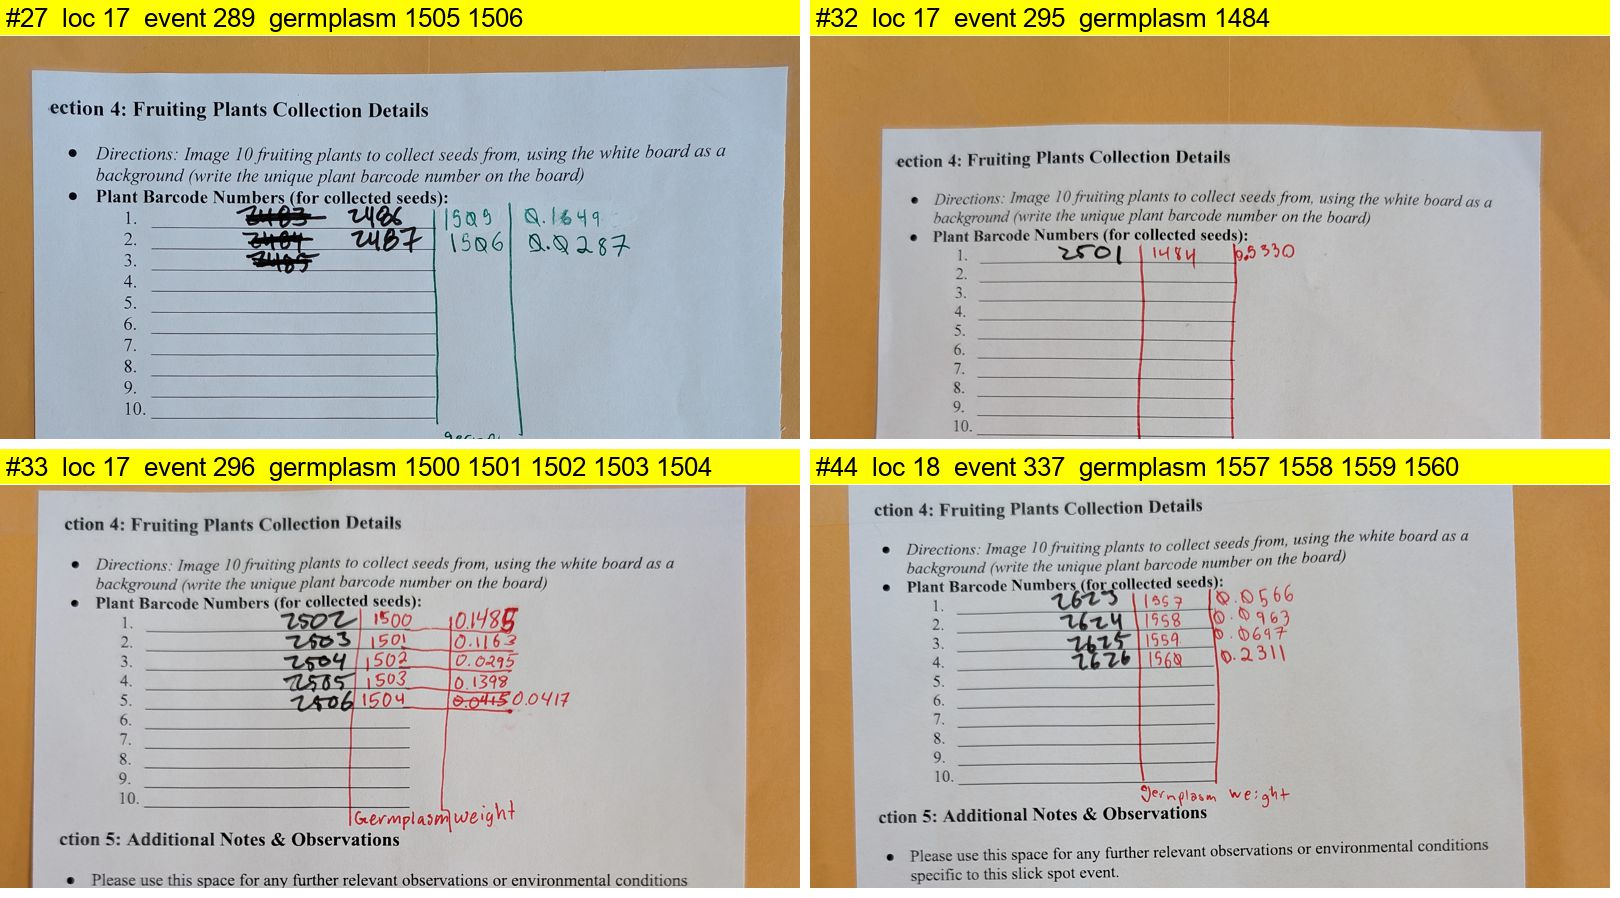 #27 loc 17 event 289 germplasm 1505 1506
ection 4: Fruiting Plants Collection Details
• Directions: Image 10 fruiting plants to collect seeds from, using the white board as a
background (write the unique plant barcode number on the board)
• Plant Barcode Numbers (for collected seeds):
1. 2483 2486 1505 0.1649
2. 2484 2487 1506 0.0287
3. 2485
4.
5.
6.
7.
8.
9.
10.
#32 loc 17 event 295 germplasm 1484
ection 4: Fruiting Plants Collection Details
• Directions: Image 10 fruiting plants to collect seeds from, using the white board as a
background (write the unique plant barcode number on the board)
• Plant Barcode Numbers (for collected seeds):
1. 2501 1484 0.5330
2.
3.
4.
5.
6.
7.
8.
9.
10.
#33 loc 17 event 296 germplasm 1500 1501 1502 1503 1504
ction 4: Fruiting Plants Collection Details
• Directions: Image 10 fruiting plants to collect seeds from, using the white board as a
background (write the unique plant barcode number on the board)
• Plant Barcode Numbers (for collected seeds):
1. 2502 1500 0.1485
2. 2503 1501 0.1163
3. 2504 1502 0.0295
4. 2505 1503 0.1398
5. 2506 1504 0.0415 0.0417
6.
7.
8.
9.
10.
Germplasm weight
ction 5: Additional Notes & Observations
• Please use this space for any further relevant observations or environmental conditions
#44 loc 18 event 337 germplasm 1557 1558 1559 1560
ction 4: Fruiting Plants Collection Details
• Directions: Image 10 fruiting plants to collect seeds from, using the white board as a
background (write the unique plant barcode number on the board)
• Plant Barcode Numbers (for collected seeds):
1. 2623 1557 0.0566
2. 2624 1558 0.0963
3. 2625 1559 0.0697
4. 2626 1560 0.2311
5.
6.
7.
8.
9.
10.
germplasm weight
ction 5: Additional Notes & Observations
• Please use this space for any further relevant observations or environmental conditions
specific to this slick spot event.